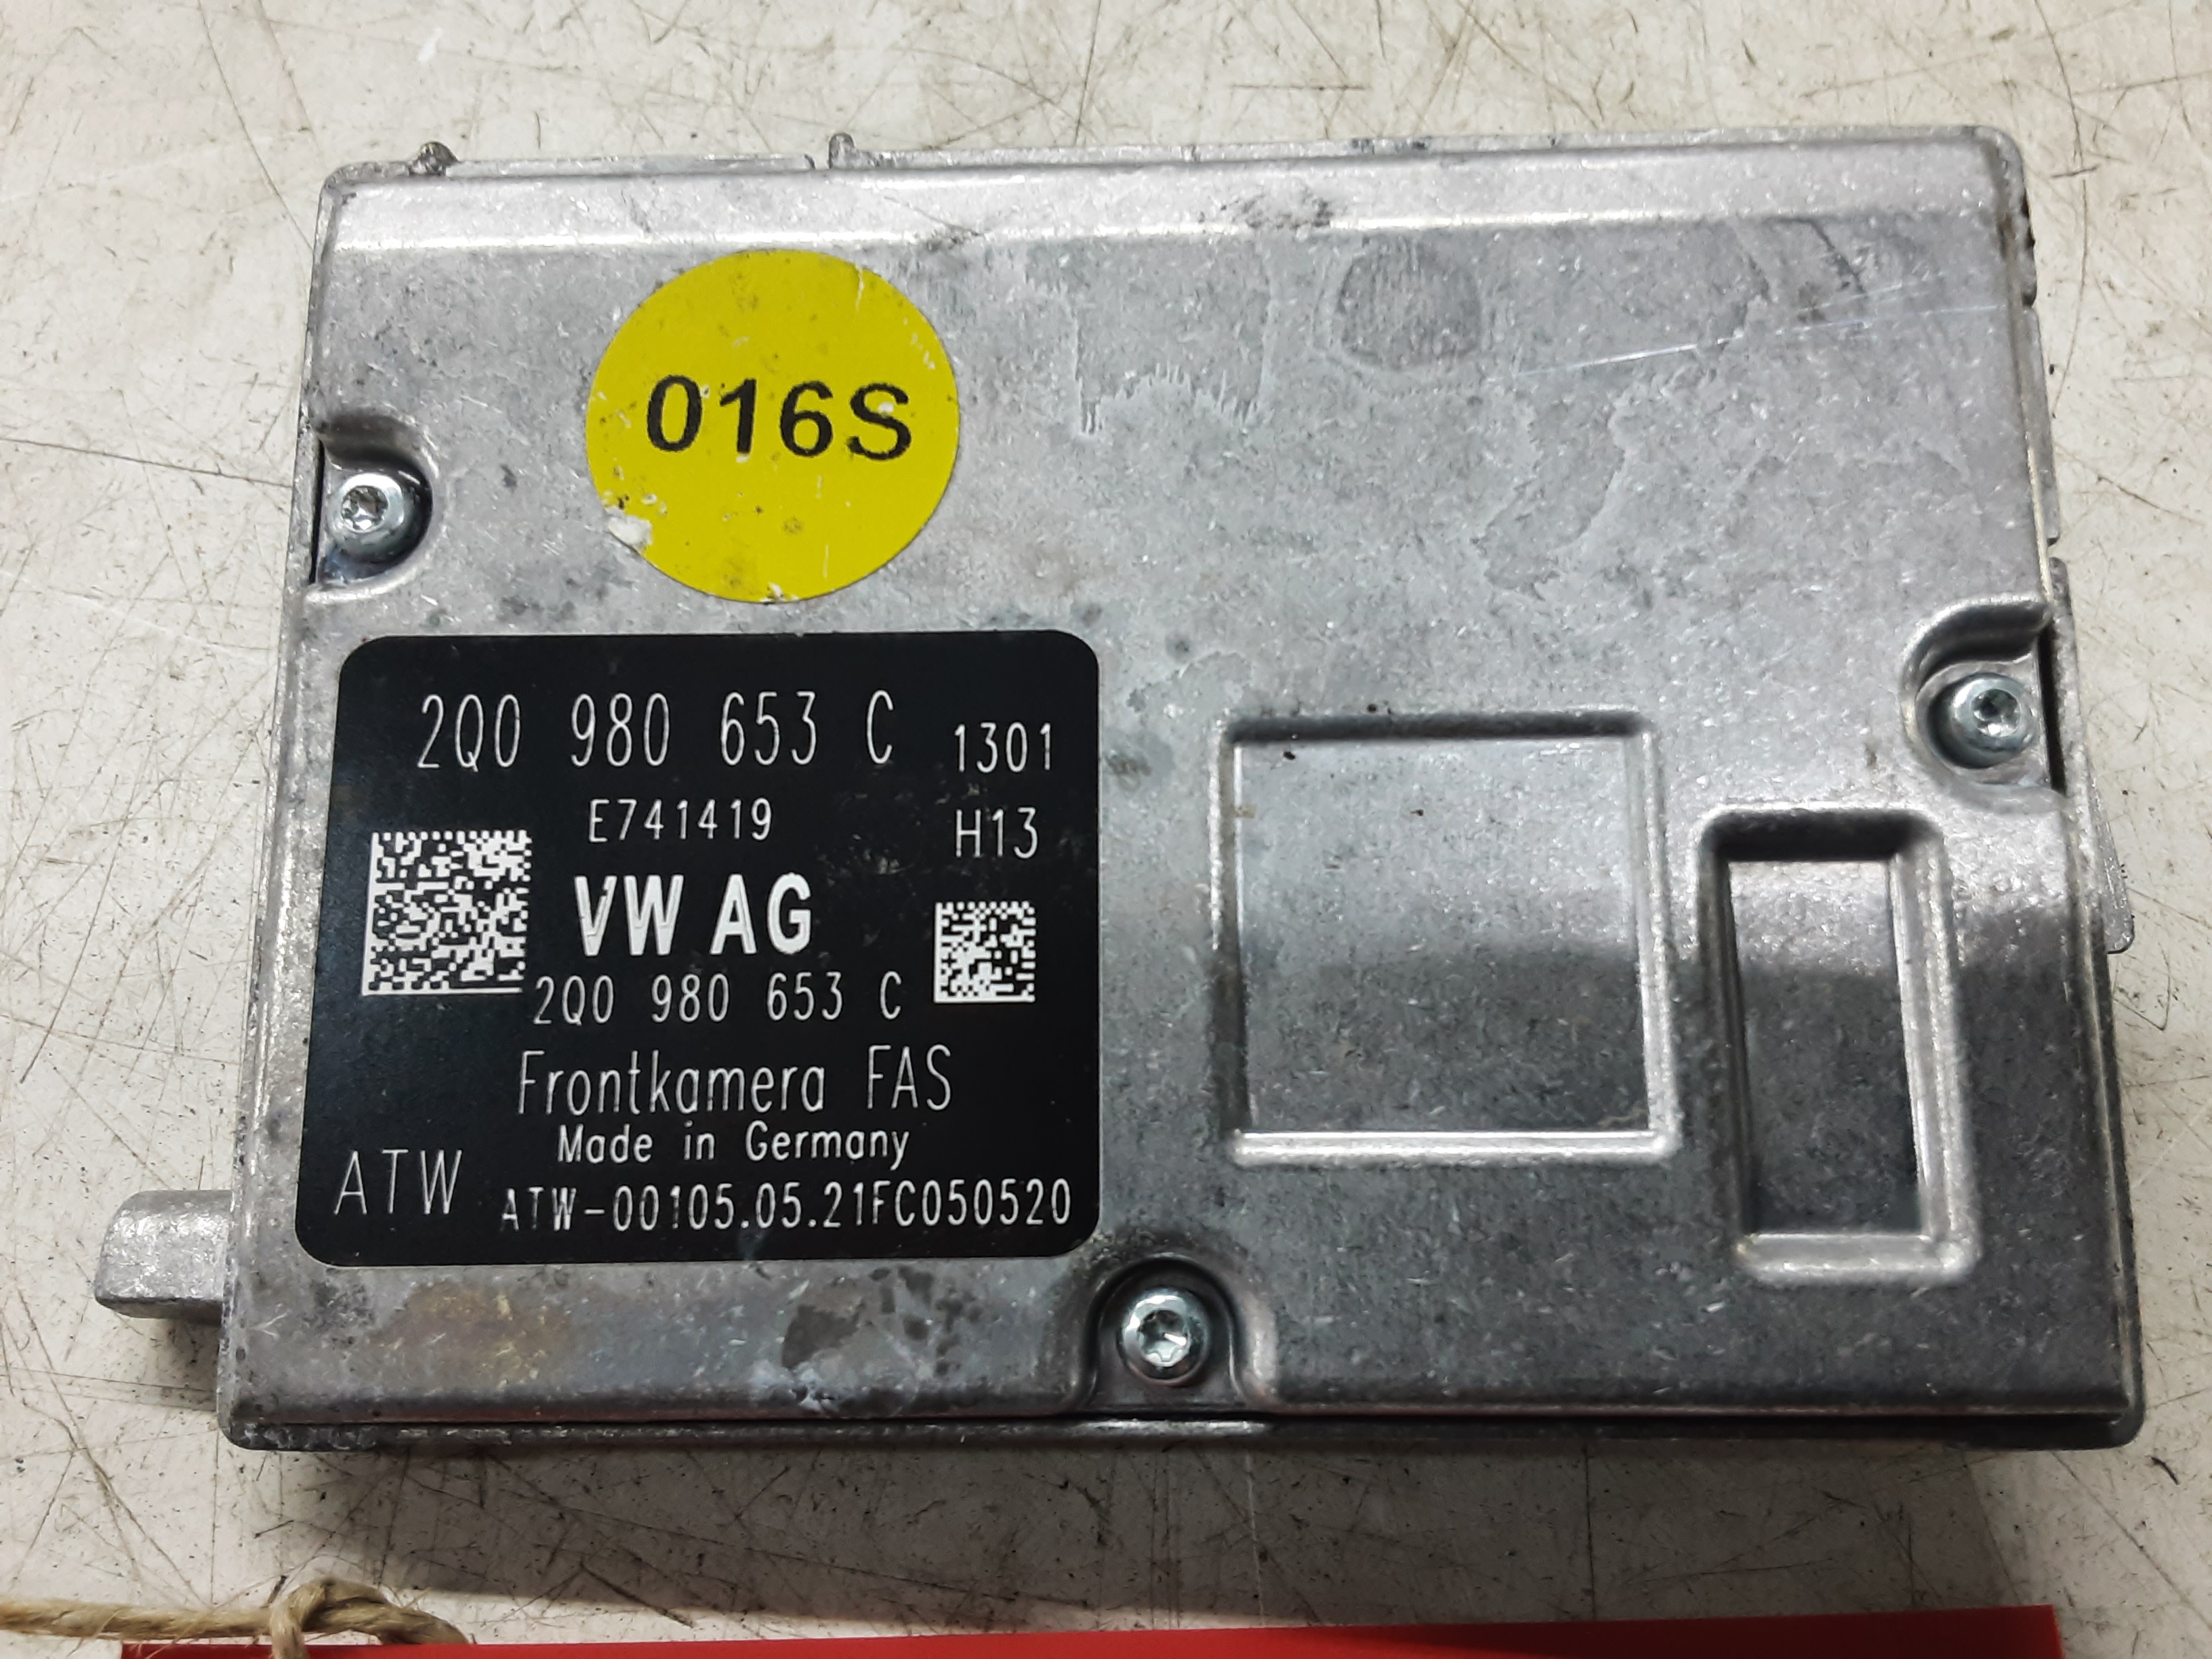 016S
2Q0 980 653 C 1301
E741419 H13
VW AG
2Q0 980 653 C
Frontkamera FAS
Made in Germany
ATW ATW-00105.05.21FC050520